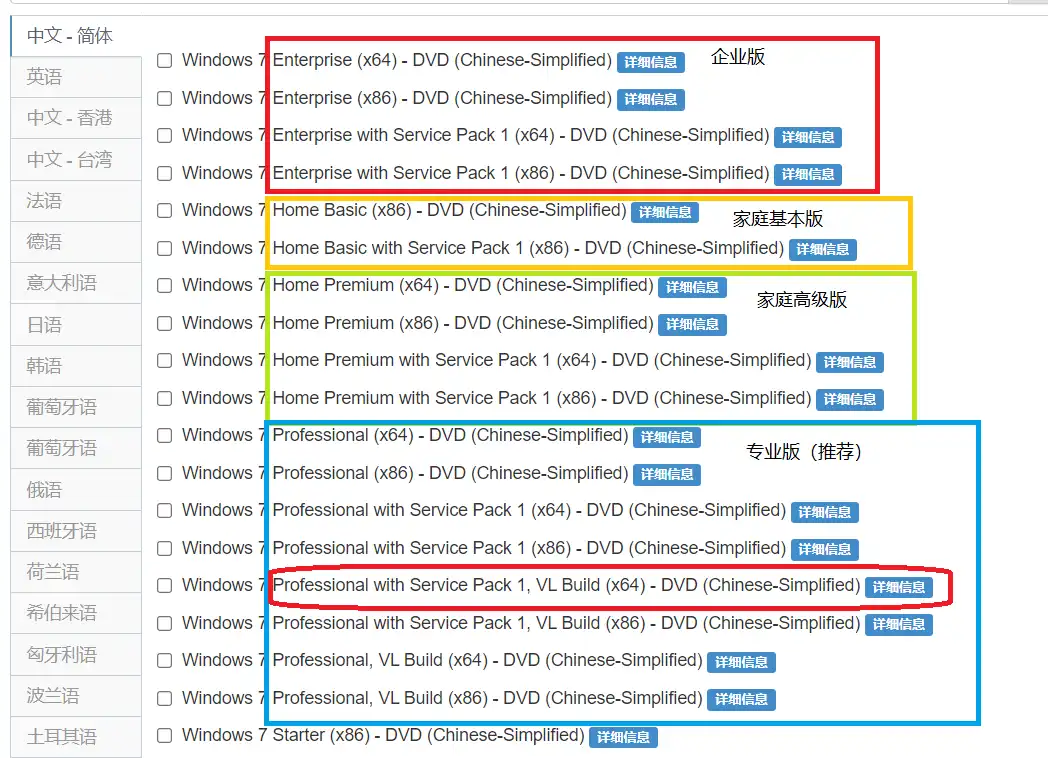 中文 - 简体
英语
中文 - 香港
中文 - 台湾
法语
德语
意大利语
日语
韩语
葡萄牙语
葡萄牙语
俄语
西班牙语
荷兰语
希伯来语
匈牙利语
波兰语
土耳其语
Windows 7 Enterprise (x64) - DVD (Chinese-Simplified) 详细信息 企业版
Windows 7 Enterprise (x86) - DVD (Chinese-Simplified) 详细信息
Windows 7 Enterprise with Service Pack 1 (x64) - DVD (Chinese-Simplified) 详细信息
Windows 7 Enterprise with Service Pack 1 (x86) - DVD (Chinese-Simplified) 详细信息
Windows 7 Home Basic (x86) - DVD (Chinese-Simplified) 详细信息 家庭基本版
Windows 7 Home Basic with Service Pack 1 (x86) - DVD (Chinese-Simplified) 详细信息
Windows 7 Home Premium (x64) - DVD (Chinese-Simplified) 详细信息 家庭高级版
Windows 7 Home Premium (x86) - DVD (Chinese-Simplified) 详细信息
Windows 7 Home Premium with Service Pack 1 (x64) - DVD (Chinese-Simplified) 详细信息
Windows 7 Home Premium with Service Pack 1 (x86) - DVD (Chinese-Simplified) 详细信息
Windows 7 Professional (x64) - DVD (Chinese-Simplified) 详细信息 专业版（推荐）
Windows 7 Professional (x86) - DVD (Chinese-Simplified) 详细信息
Windows 7 Professional with Service Pack 1 (x64) - DVD (Chinese-Simplified) 详细信息
Windows 7 Professional with Service Pack 1 (x86) - DVD (Chinese-Simplified) 详细信息
Windows 7 Professional with Service Pack 1, VL Build (x64) - DVD (Chinese-Simplified) 详细信息
Windows 7 Professional with Service Pack 1, VL Build (x86) - DVD (Chinese-Simplified) 详细信息
Windows 7 Professional, VL Build (x64) - DVD (Chinese-Simplified) 详细信息
Windows 7 Professional, VL Build (x86) - DVD (Chinese-Simplified) 详细信息
Windows 7 Starter (x86) - DVD (Chinese-Simplified) 详细信息